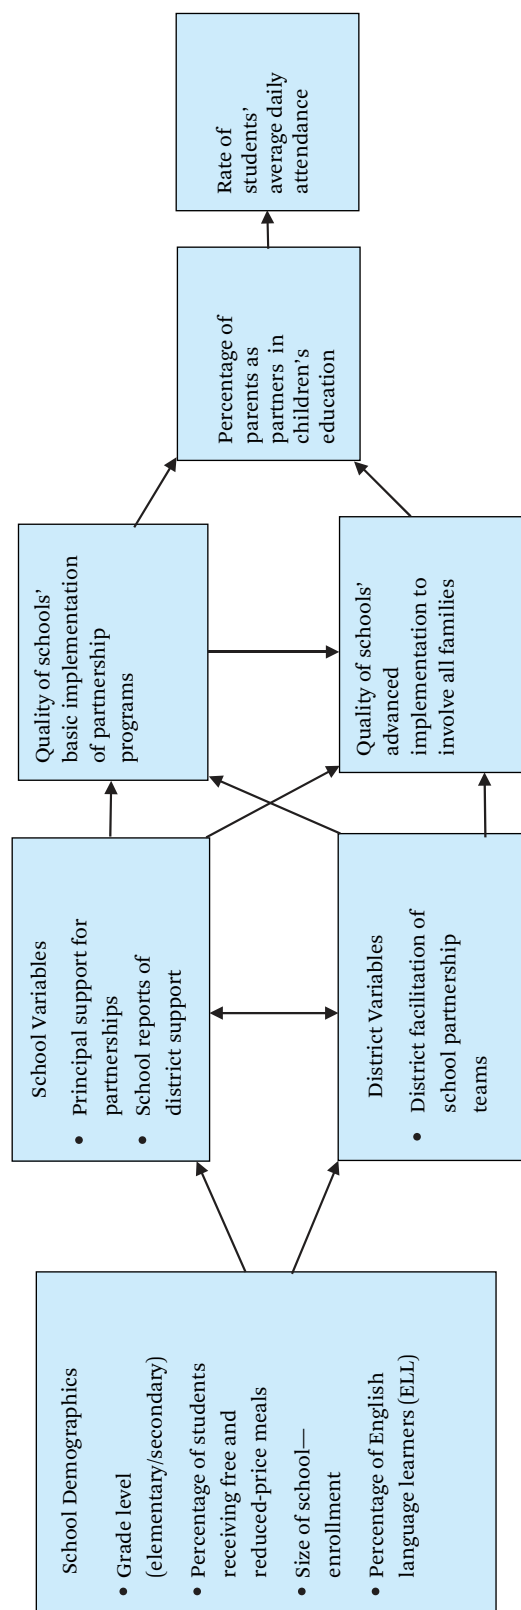 School Demographics
• Grade level
(elementary/secondary)
• Percentage of students
receiving free and
reduced-price meals
• Size of school—
enrollment
• Percentage of English
language learners (ELL)
School Variables
• Principal support for
partnerships
• School reports of
district support
District Variables
• District facilitation of
school partnership
teams
Quality of schools’
basic implementation
of partnership
programs
Quality of schools’
advanced
implementation to
involve all families
Percentage of
parents as
partners in
children’s
education
Rate of
students’
average daily
attendance